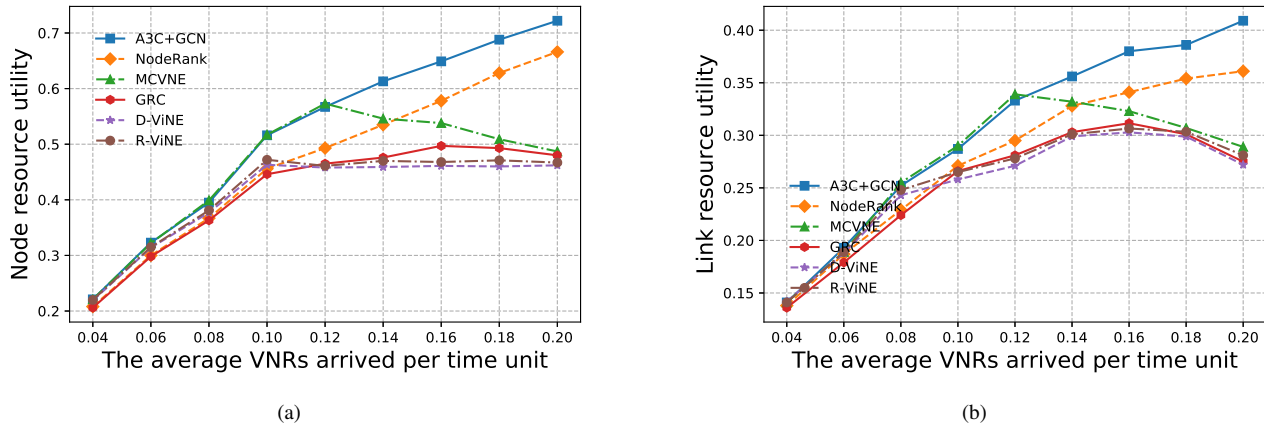 Node resource utility
0.7
0.6
0.5
0.4
0.3
0.2
A3C+GCN
NodeRank
MCVNE
GRC
D-ViNE
R-ViNE
0.04 0.06 0.08 0.10 0.12 0.14 0.16 0.18 0.20
The average VNRs arrived per time unit
(a)
Link resource utility
0.40
0.35
0.30
0.25
0.20
0.15
A3C+GCN
NodeRank
MCVNE
GRC
D-ViNE
R-ViNE
0.04 0.06 0.08 0.10 0.12 0.14 0.16 0.18 0.20
The average VNRs arrived per time unit
(b)